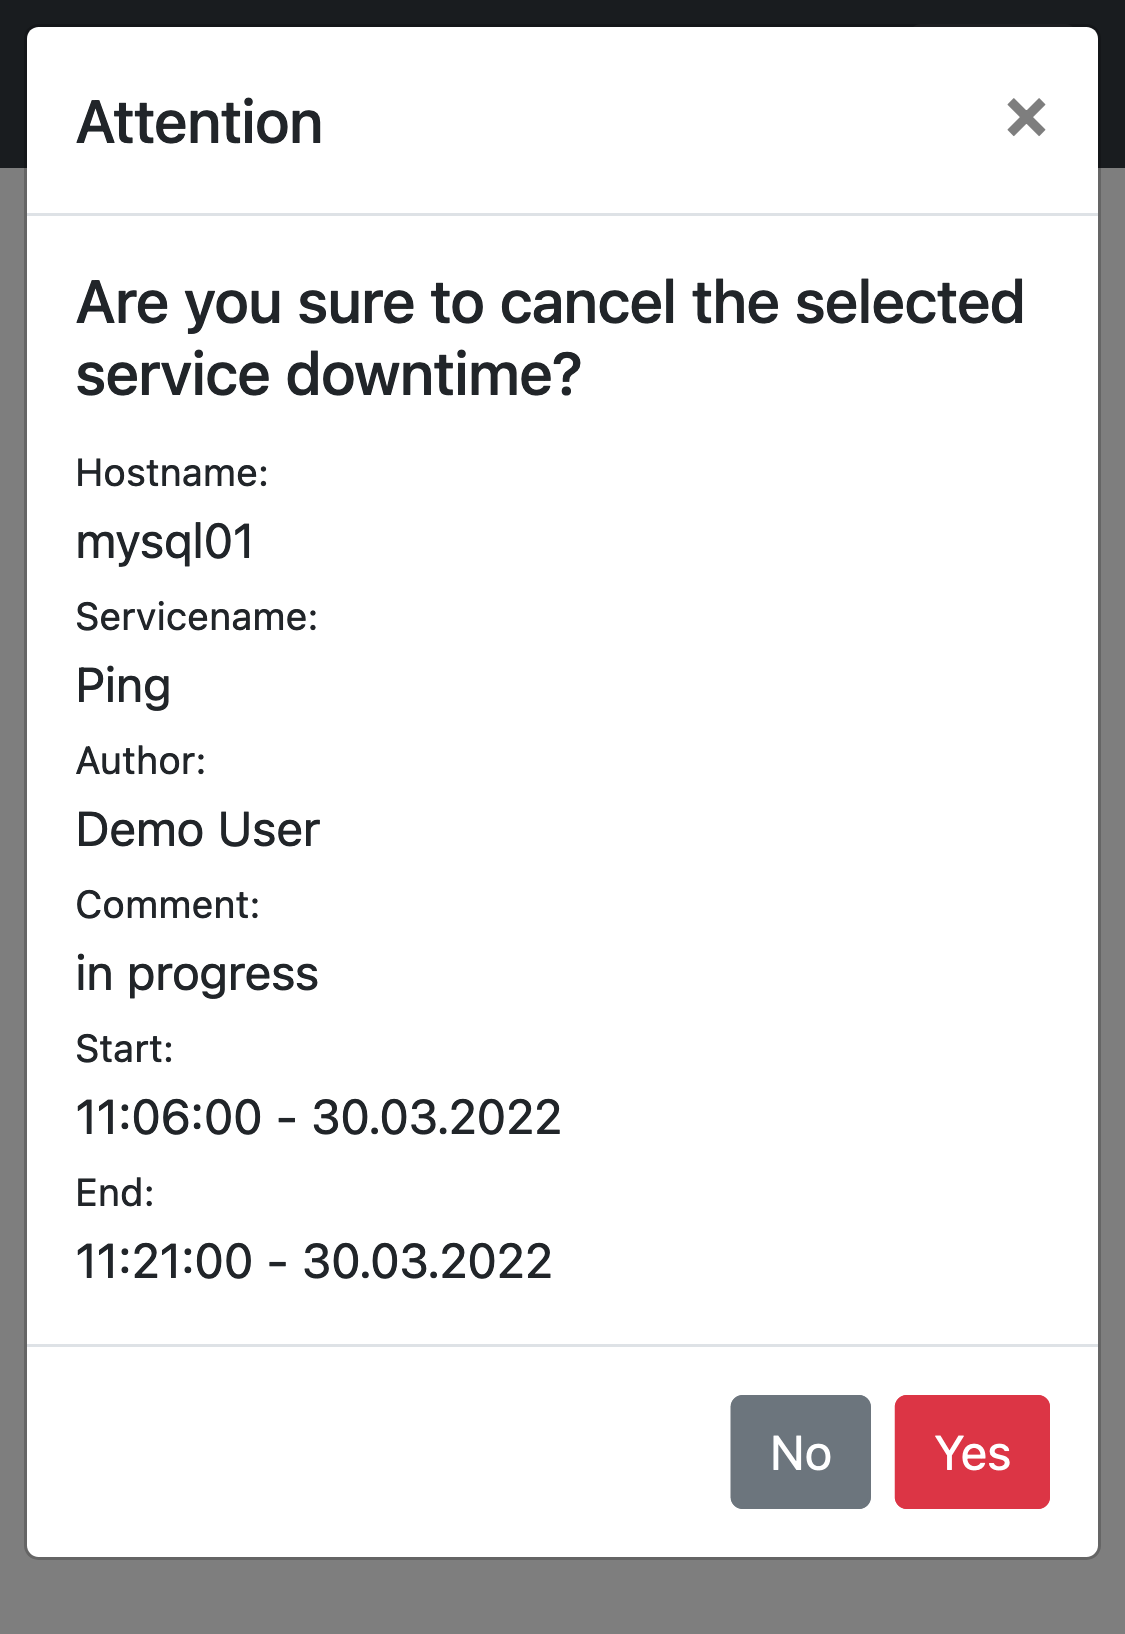 Attention
Are you sure to cancel the selected
service downtime?
Hostname:
mysql01
Servicename:
Ping
Author:
Demo User
Comment:
in progress
Start:
11:06:00 - 30.03.2022
End:
11:21:00 - 30.03.2022
No Yes